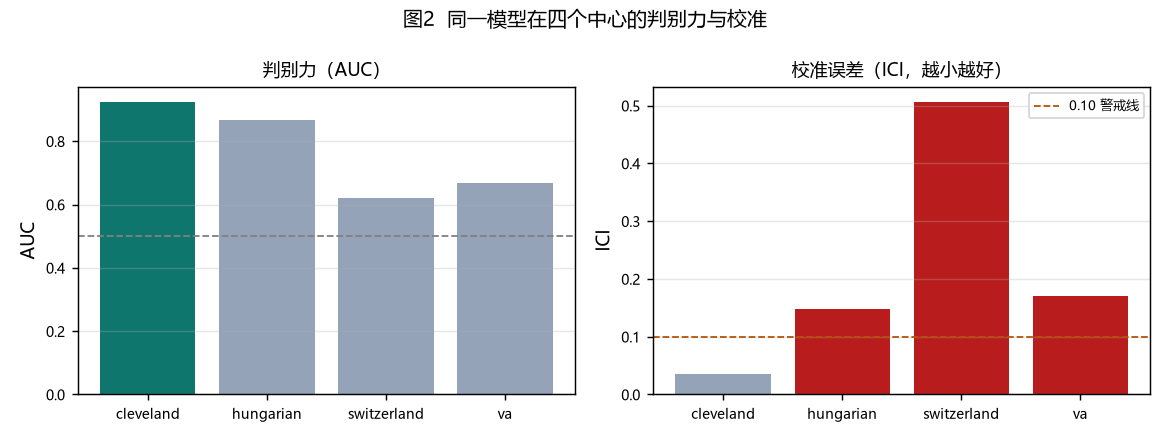 图2 同一模型在四个中心的判别力与校准
判别力（AUC）
AUC
0.8
0.6
0.4
0.2
0.0
cleveland hungarian switzerland va
校准误差（ICI，越小越好）
0.10 警戒线
ICI
0.5
0.4
0.3
0.2
0.1
0.0
cleveland hungarian switzerland va